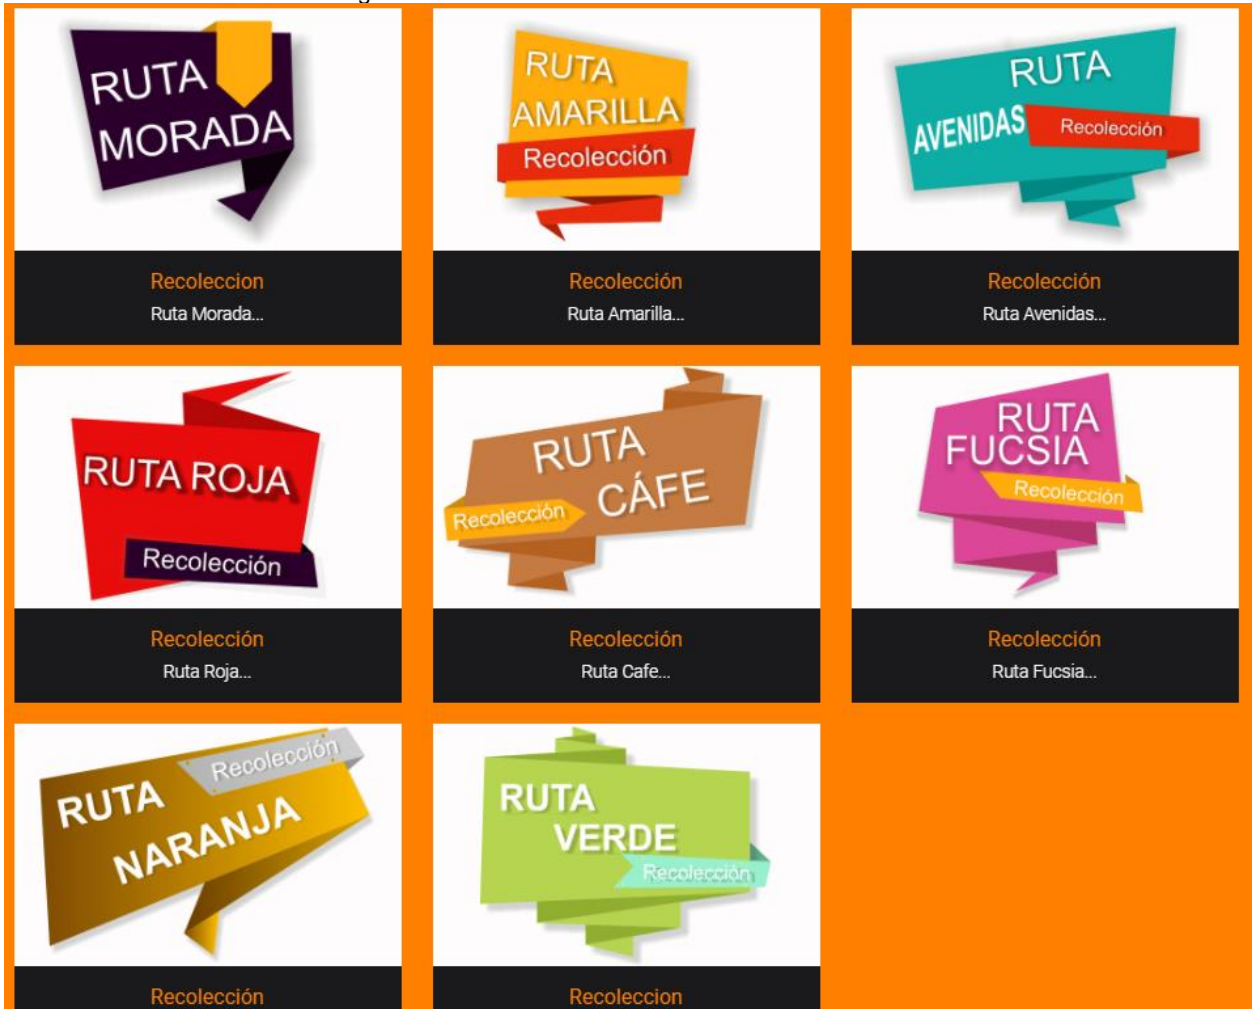 RUTA
MORADA
Recoleccion
Ruta Morada...
RUTA
AMARILLA
Recolección
Recolección
Ruta Amarilla...
RUTA
AVENIDAS
Recolección
Recolección
Ruta Avenidas...
RUTA ROJA
Recolección
Recolección
Ruta Roja...
RUTA
CÁFE
Recolección
Recolección
Ruta Cafe...
RUTA
FUCSIA
Recolección
Recolección
Ruta Fucsia...
Recolección
RUTA
NARANJA
Recolección
RUTA
VERDE
Recolección
Recoleccion